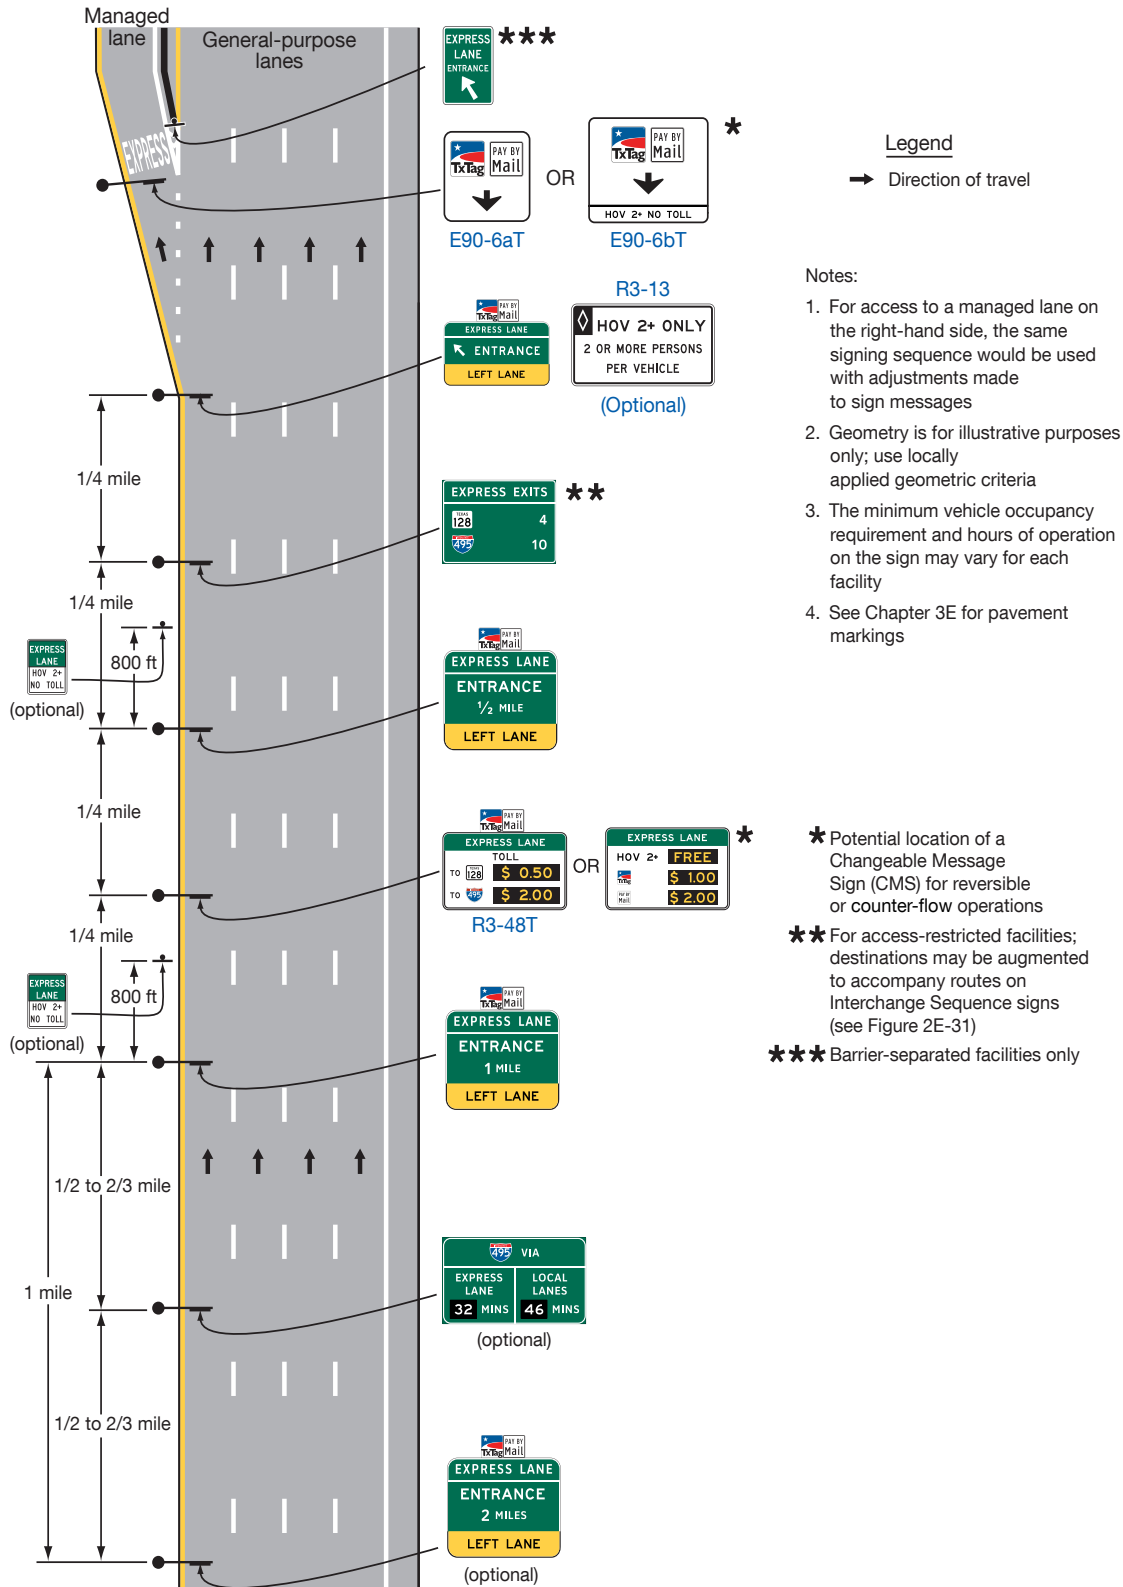 Managed
lane
General-purpose
lanes
EXPRESS
LANE
ENTRANCE
***
EXPRESS
TxTag
PAY BY
Mail
OR
TxTag
PAY BY
Mail
HOV 2+ NO TOLL
*
E90-6aT
E90-6bT
Legend
Direction of travel
TxTag
PAY BY
Mail
EXPRESS LANE
ENTRANCE
LEFT LANE
R3-13
HOV 2+ ONLY
2 OR MORE PERSONS
PER VEHICLE
(Optional)
Notes:
1. For access to a managed lane on
the right-hand side, the same
signing sequence would be used
with adjustments made
to sign messages
2. Geometry is for illustrative purposes
only; use locally
applied geometric criteria
3. The minimum vehicle occupancy
requirement and hours of operation
on the sign may vary for each
facility
4. See Chapter 3E for pavement
markings
1/4 mile
EXPRESS EXITS
TEXAS
128 4
495 10
**
1/4 mile
800 ft
EXPRESS
LANE
HOV 2+
NO TOLL
(optional)
TxTag
PAY BY
Mail
EXPRESS LANE
ENTRANCE
1/2 MILE
LEFT LANE
1/4 mile
TxTag
PAY BY
Mail
EXPRESS LANE
TOLL
TO TEXAS 128 $ 0.50
TO 495 $ 2.00
R3-48T
OR
EXPRESS LANE
HOV 2+ FREE
TxTag $ 1.00
PAY BY
Mail $ 2.00
*
* Potential location of a
Changeable Message
Sign (CMS) for reversible
or counter-flow operations
** For access-restricted facilities;
destinations may be augmented
to accompany routes on
Interchange Sequence signs
(see Figure 2E-31)
*** Barrier-separated facilities only
1/4 mile
800 ft
EXPRESS
LANE
HOV 2+
NO TOLL
(optional)
TxTag
PAY BY
Mail
EXPRESS LANE
ENTRANCE
1 MILE
LEFT LANE
1/2 to 2/3 mile
1 mile
495 VIA
EXPRESS
LANE
32 MINS
LOCAL
LANES
46 MINS
(optional)
1/2 to 2/3 mile
TxTag
PAY BY
Mail
EXPRESS LANE
ENTRANCE
2 MILES
LEFT LANE
(optional)